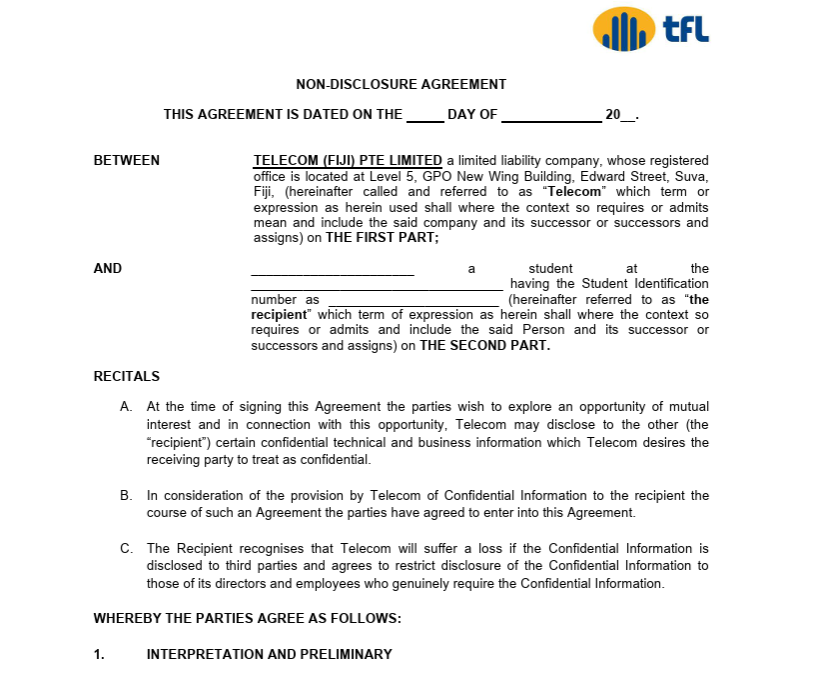 tfl
NON-DISCLOSURE AGREEMENT
THIS AGREEMENT IS DATED ON THE _____ DAY OF ______________ 20__.
BETWEEN TELECOM (FIJI) PTE LIMITED a limited liability company, whose registered
office is located at Level 5, GPO New Wing Building, Edward Street, Suva,
Fiji, (hereinafter called and referred to as “Telecom” which term or
expression as herein used shall where the context so requires or admits
mean and include the said company and its successor or successors and
assigns) on THE FIRST PART;
AND ______________________ a student at the
__________________________________ having the Student Identification
number as _______________________ (hereinafter referred to as “the
recipient” which term of expression as herein shall where the context so
requires or admits and include the said Person and its successor or
successors and assigns) on THE SECOND PART.
RECITALS
A. At the time of signing this Agreement the parties wish to explore an opportunity of mutual
interest and in connection with this opportunity, Telecom may disclose to the other (the
“recipient”) certain confidential technical and business information which Telecom desires the
receiving party to treat as confidential.
B. In consideration of the provision by Telecom of Confidential Information to the recipient the
course of such an Agreement the parties have agreed to enter into this Agreement.
C. The Recipient recognises that Telecom will suffer a loss if the Confidential Information is
disclosed to third parties and agrees to restrict disclosure of the Confidential Information to
those of its directors and employees who genuinely require the Confidential Information.
WHEREBY THE PARTIES AGREE AS FOLLOWS:
1. INTERPRETATION AND PRELIMINARY